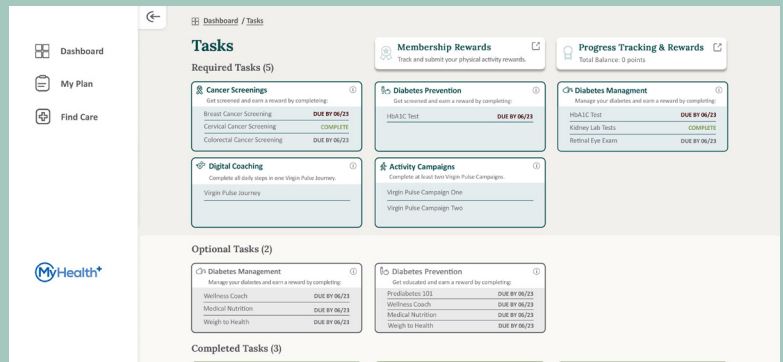 Dashboard / Tasks
Dashboard
My Plan
Find Care
MyHealth+
Tasks
Required Tasks (5)
Membership Rewards
Track and submit your physical activity rewards.
Progress Tracking & Rewards
Total Balance: 0 points
Cancer Screenings
Get screened and earn a reward by completeing:
Breast Cancer Screening DUE BY 06/23
Cervical Cancer Screening COMPLETE
Colorectal Cancer Screening DUE BY 06/23
Diabetes Prevention
Get screened and earn a reward by completing:
HbA1C Test DUE BY 06/23
Diabetes Managment
Manage your diabetes and earn a reward by completing:
HbA1C Test DUE BY 06/23
Kidney Lab Tests COMPLETE
Retinal Eye Exam DUE BY 06/23
Digital Coaching
Complete all daily steps in one Virgin Pulse Journey.
Virgin Pulse Journey
Activity Campaigns
Complete at least two Virgin Pulse Campaigns.
Virgin Pulse Campaign One
Virgin Pulse Campaign Two
Optional Tasks (2)
Diabetes Management
Manage your diabetes and earn a reward by completing:
Wellness Coach DUE BY 06/23
Medical Nutrition DUE BY 06/23
Weigh to Health DUE BY 06/23
Diabetes Prevention
Get educated and earn a reward by completing:
Prediabetes 101 DUE BY 06/23
Wellness Coach DUE BY 06/23
Medical Nutrition DUE BY 06/23
Weigh to Health DUE BY 06/23
Completed Tasks (3)